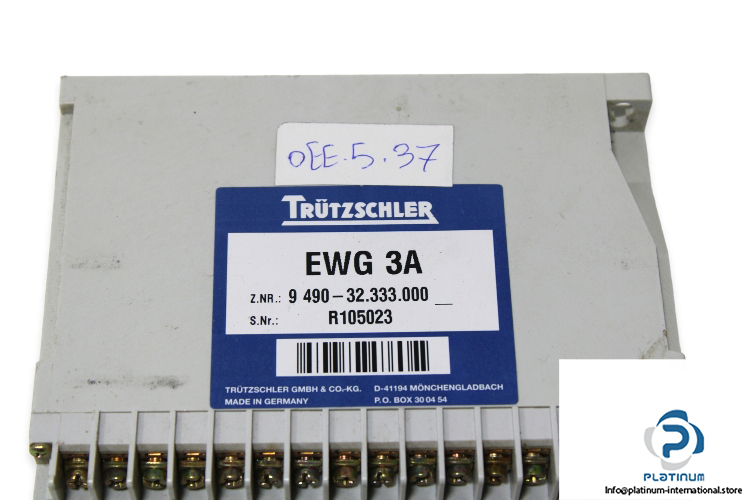 OEE.5.37
TRÜTZSCHLER
EWG 3A
Z.NR.: 9 490-32.333.000 __
S.Nr.: R105023
TRÜTZSCHLER GMBH & CO.-KG. D-41194 MÖNCHENGLADBACH
MADE IN GERMANY P.O. BOX 30 04 54
PLATINUM
Info@platinum-international.store